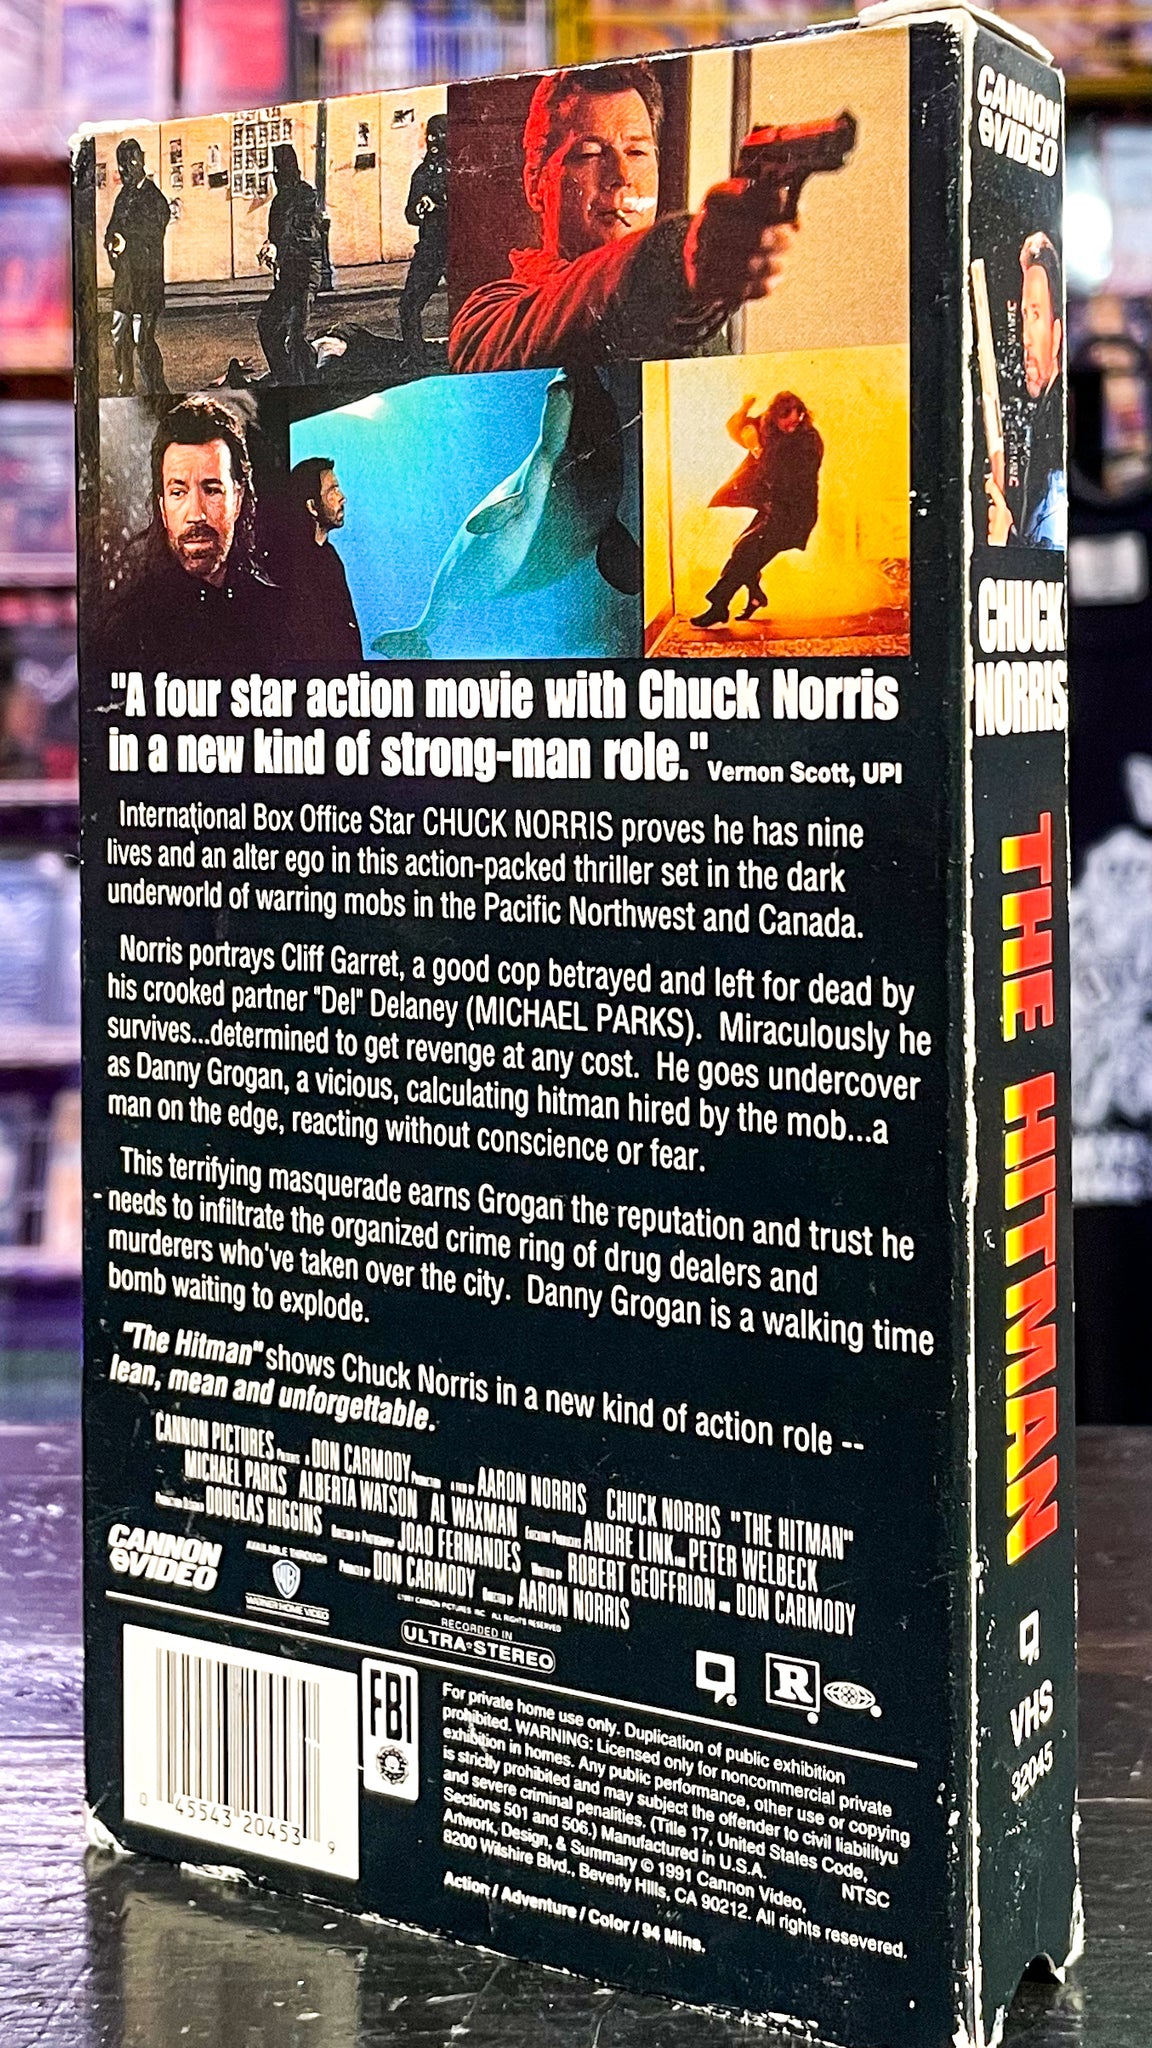 "A four star action movie with Chuck Norris
in a new kind of strong-man role." Vernon Scott, UPI
International Box Office Star CHUCK NORRIS proves he has nine
lives and an alter ego in this action-packed thriller set in the dark
underworld of warring mobs in the Pacific Northwest and Canada.
Norris portrays Cliff Garret, a good cop betrayed and left for dead by
his crooked partner "Del" Delaney (MICHAEL PARKS). Miraculously he
survives...determined to get revenge at any cost. He goes undercover
as Danny Grogan, a vicious, calculating hitman hired by the mob...a
man on the edge, reacting without conscience or fear.
This terrifying masquerade earns Grogan the reputation and trust he
needs to infiltrate the organized crime ring of drug dealers and
murderers who've taken over the city. Danny Grogan is a walking time
bomb waiting to explode.
"The Hitman" shows Chuck Norris in a new kind of action role --
lean, mean and unforgettable.
CANNON PICTURES DON CARMODY AARON NORRIS CHUCK NORRIS "THE HITMAN"
MICHAEL PARKS ALBERTA WATSON AL WAXMAN ANDRE LINK PETER WELBECK
DOUGLAS HIGGINS JOAO FERNANDES ROBERT GEOFFRION DON CARMODY
DON CARMODY AARON NORRIS
©1991 CANNON PICTURES INC. ALL RIGHTS RESERVED
CANNON VIDEO
AVAILABLE THROUGH
WB
WARNER HOME VIDEO
RECORDED IN
ULTRA-STEREO
R
0 45543 20453 9
FBI
For private home use only. Duplication of public exhibition
prohibited. WARNING: Licensed only for noncommercial private
exhibition in homes. Any public performance, other use or copying
is strictly prohibited and may subject the offender to civil liabilityu
and severe criminal penalities. (Title 17, United States Code,
Sections 501 and 506.) Manufactured in U.S.A. NTSC
Artwork, Design, & Summary © 1991 Cannon Video,
8200 Wilshire Blvd., Beverly Hills, CA 90212. All rights resevered.
Action / Adventure / Color / 94 Mins.
CANNON
VIDEO
CHUCK
NORRIS
THE HITMAN
VHS
32045